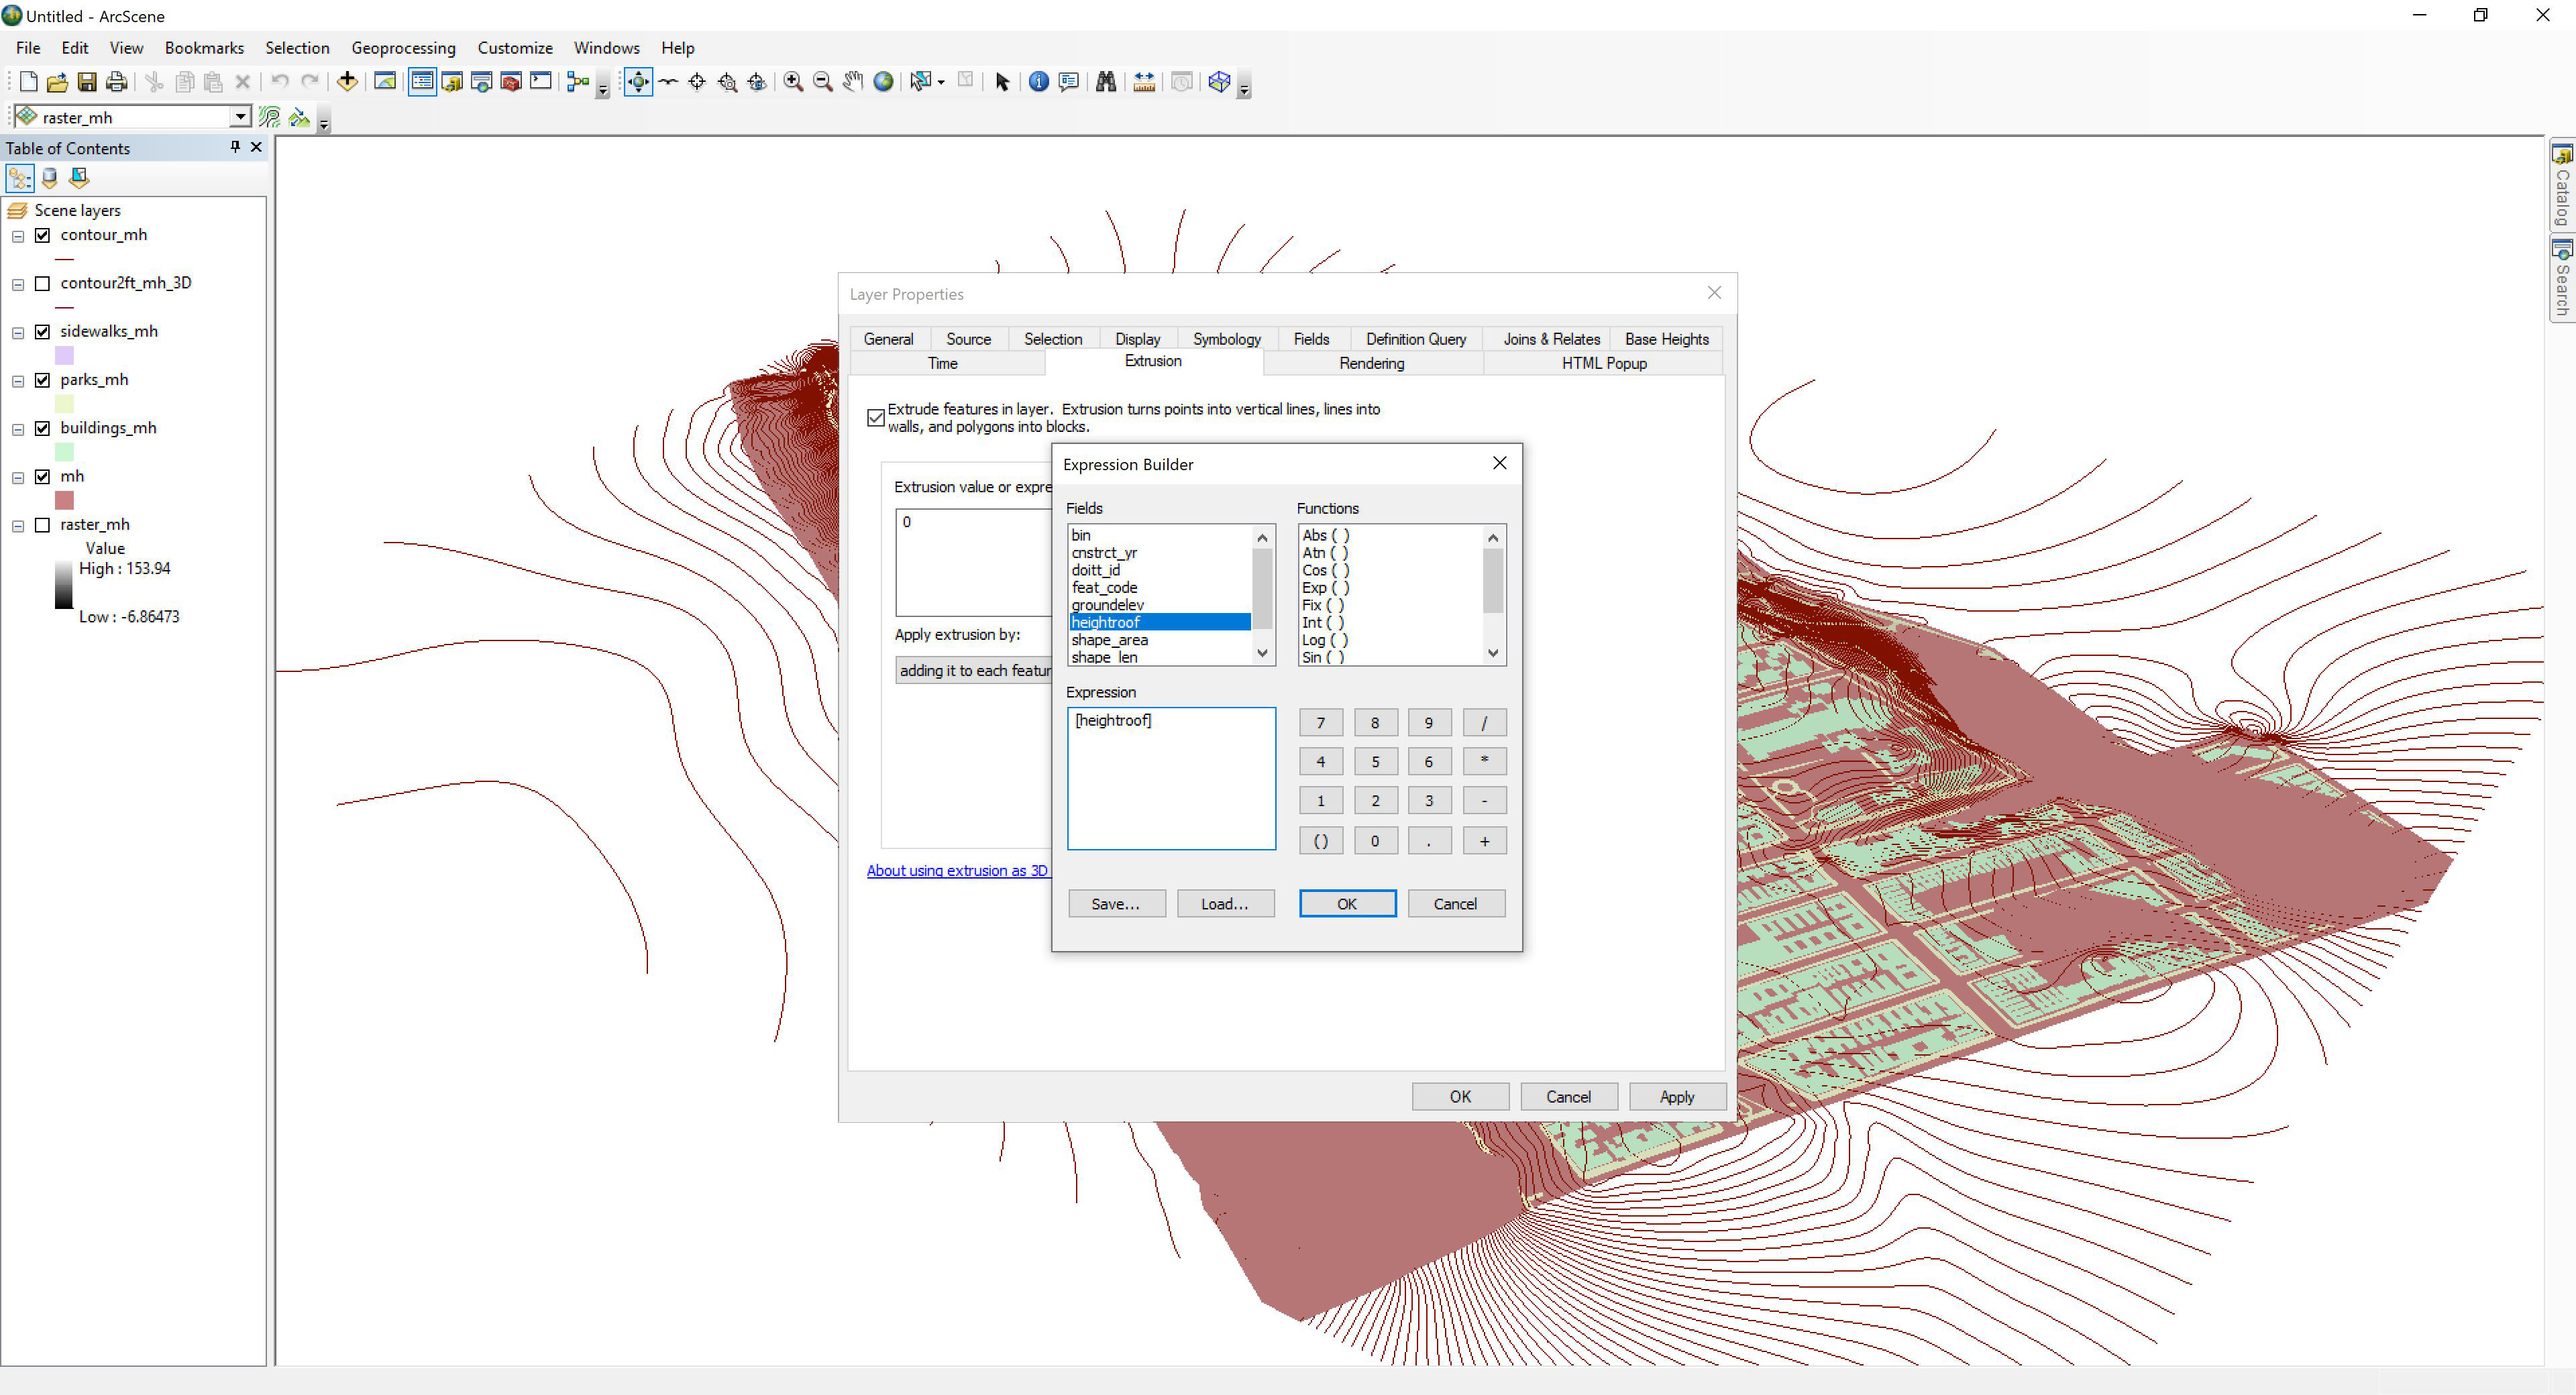 Untitled - ArcScene
File Edit View Bookmarks Selection Geoprocessing Customize Windows Help
raster_mh
Table of Contents
Scene layers
contour_mh
contour2ft_mh_3D
sidewalks_mh
parks_mh
buildings_mh
mh
raster_mh
Value
High : 153.94
Low : -6.86473
Layer Properties
General Source Selection Display Symbology Fields Definition Query Joins & Relates Base Heights
Time Extrusion Rendering HTML Popup
Extrude features in layer. Extrusion turns points into vertical lines, lines into
walls, and polygons into blocks.
Extrusion value or expre
0
Apply extrusion by:
adding it to each featur
About using extrusion as 3D
OK Cancel Apply
Expression Builder
Fields
bin
cnstrct_yr
doitt_id
feat_code
groundelev
heightroof
shape_area
shape_len
Functions
Abs ( )
Atn ( )
Cos ( )
Exp ( )
Fix ( )
Int ( )
Log ( )
Sin ( )
Expression
[heightroof]
7 8 9 /
4 5 6 *
1 2 3 -
( ) 0 . +
Save... Load... OK Cancel
Catalog
Search